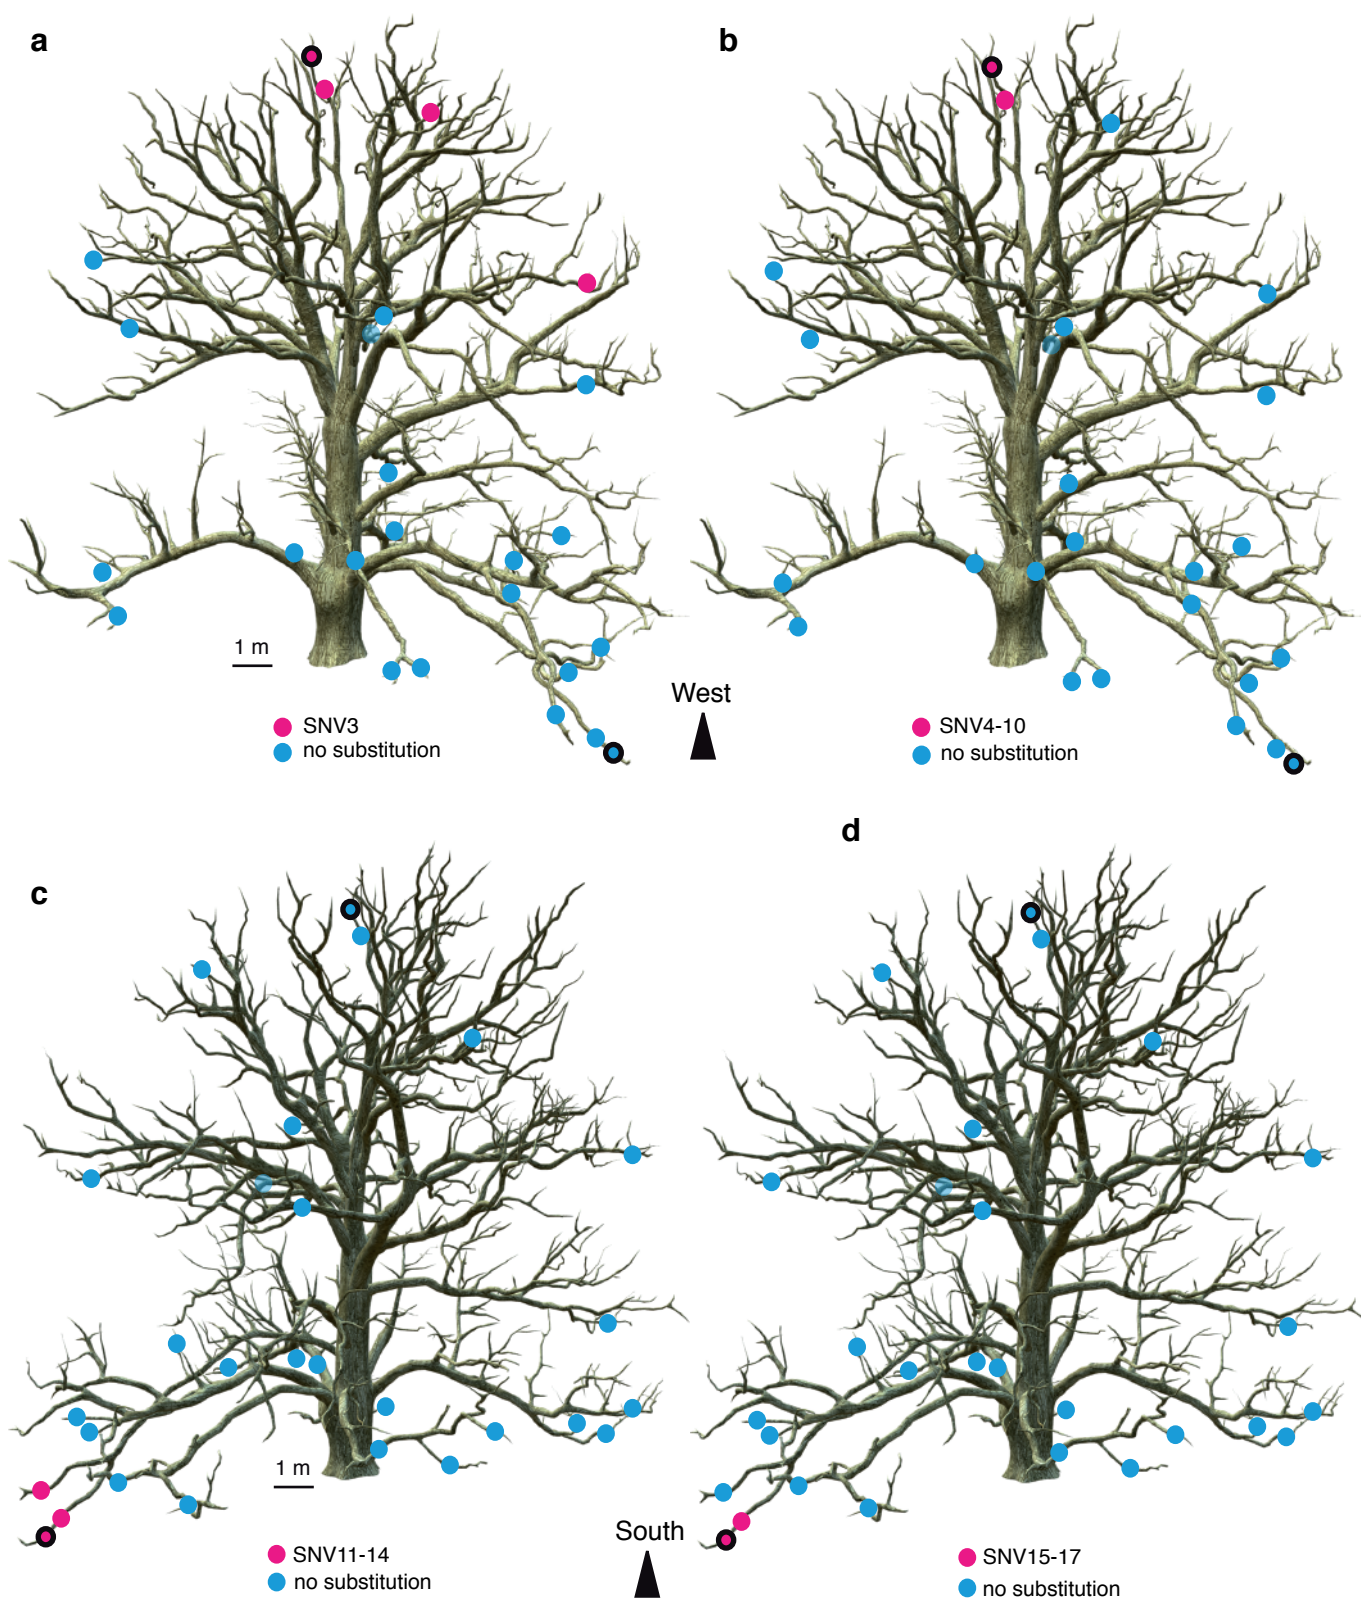 a
b
1 m
West
SNV3
no substitution
SNV4-10
no substitution
d
c
1 m
South
SNV11-14
no substitution
SNV15-17
no substitution